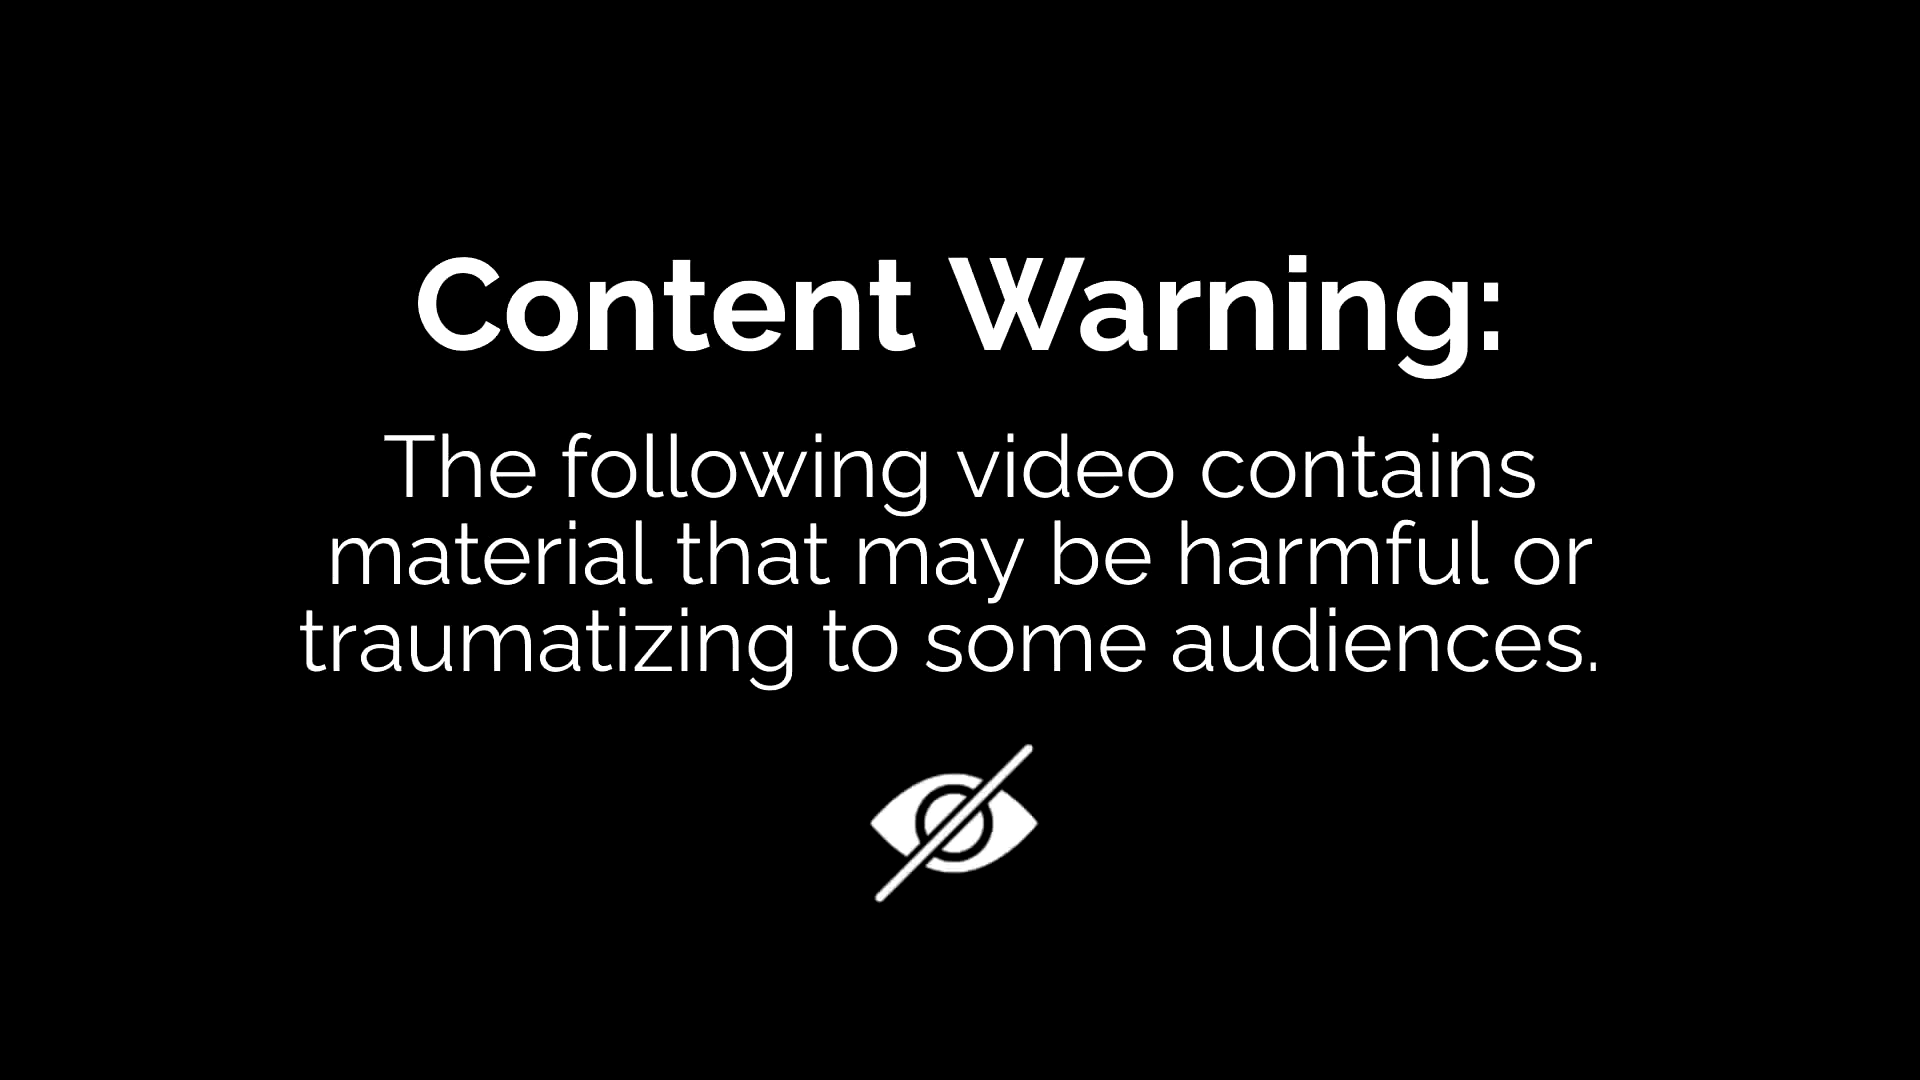 Content Warning:
The following video contains
material that may be harmful or
traumatizing to some audiences.